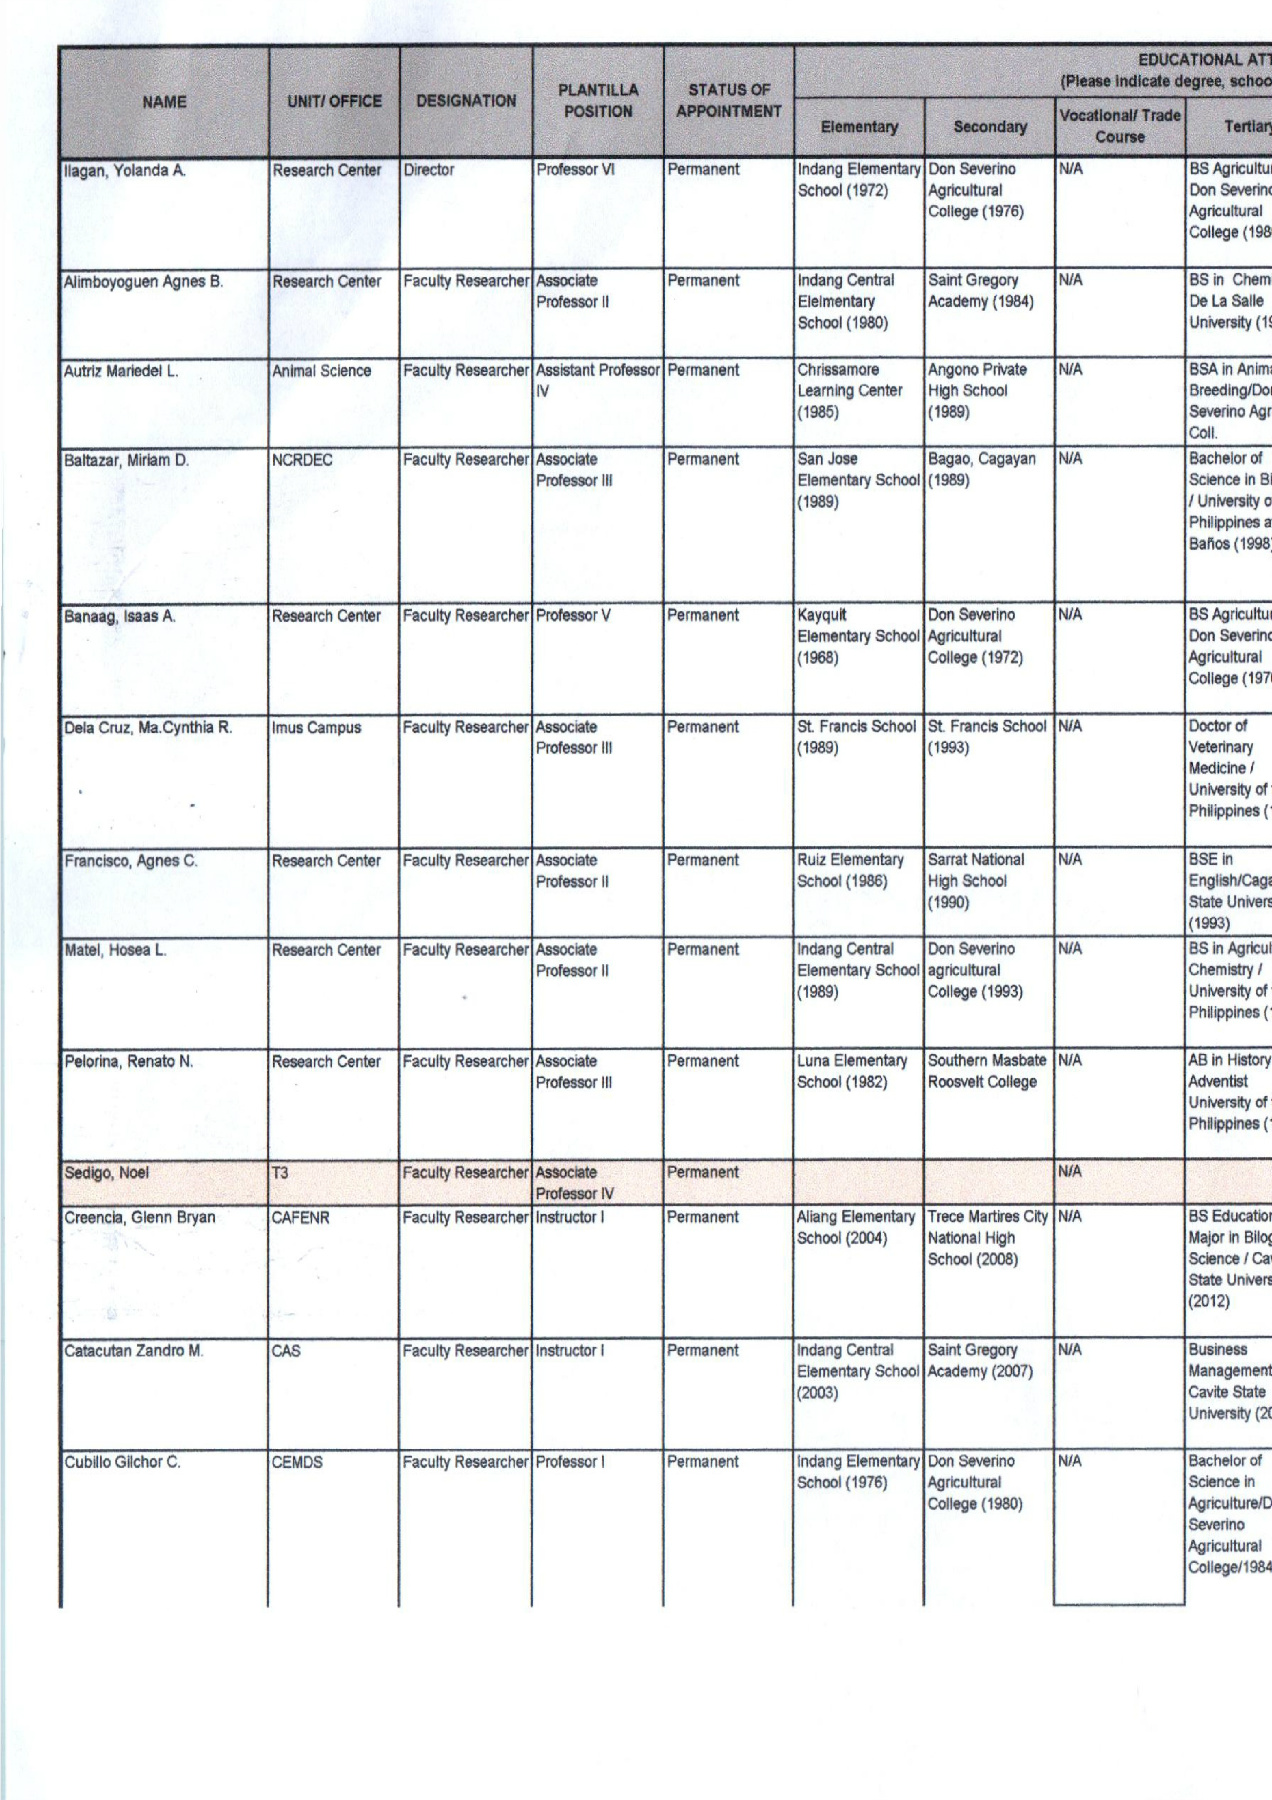 EDUCATIONAL ATT
(Please indicate degree, schoo
NAME
UNIT/ OFFICE
DESIGNATION
PLANTILLA
POSITION
STATUS OF
APPOINTMENT
Elementary
Secondary
Vocational/ Trade
Course
Tertiary
Ilagan, Yolanda A.
Research Center
Director
Professor VI
Permanent
Indang Elementary
School (1972)
Don Severino
Agricultural
College (1976)
N/A
BS Agricultu
Don Severino
Agricultural
College (198
Alimboyoguen Agnes B.
Research Center
Faculty Researcher
Associate
Professor II
Permanent
Indang Central
Elelmentary
School (1980)
Saint Gregory
Academy (1984)
N/A
BS in Chem
De La Salle
University (19
Autriz Mariedel L.
Animal Science
Faculty Researcher
Assistant Professor
IV
Permanent
Chrissamore
Learning Center
(1985)
Angono Private
High School
(1989)
N/A
BSA in Anima
Breeding/Don
Severino Agr
Coll.
Baltazar, Miriam D.
NCRDEC
Faculty Researcher
Associate
Professor III
Permanent
San Jose
Elementary School
(1989)
Bagao, Cagayan
(1989)
N/A
Bachelor of
Science in Bi
/ University o
Philippines a
Baños (1998)
Banaag, Isaas A.
Research Center
Faculty Researcher
Professor V
Permanent
Kayquit
Elementary School
(1968)
Don Severino
Agricultural
College (1972)
N/A
BS Agricultu
Don Severino
Agricultural
College (197
Dela Cruz, Ma.Cynthia R.
Imus Campus
Faculty Researcher
Associate
Professor III
Permanent
St. Francis School
(1989)
St. Francis School
(1993)
N/A
Doctor of
Veterinary
Medicine /
University of
Philippines (
Francisco, Agnes C.
Research Center
Faculty Researcher
Associate
Professor II
Permanent
Ruiz Elementary
School (1986)
Sarrat National
High School
(1990)
N/A
BSE in
English/Caga
State Univers
(1993)
Matel, Hosea L.
Research Center
Faculty Researcher
Associate
Professor II
Permanent
Indang Central
Elementary School
(1989)
Don Severino
agricultural
College (1993)
N/A
BS in Agricul
Chemistry /
University of
Philippines (
Pelorina, Renato N.
Research Center
Faculty Researcher
Associate
Professor III
Permanent
Luna Elementary
School (1982)
Southern Masbate
Roosvelt College
N/A
AB in History
Adventist
University of
Philippines (
Sedigo, Noel
T3
Faculty Researcher
Associate
Professor IV
Permanent
N/A
Creencia, Glenn Bryan
CAFENR
Faculty Researcher
Instructor I
Permanent
Aliang Elementary
School (2004)
Trece Martires City
National High
School (2008)
N/A
BS Education
Major in Bilog
Science / Cav
State Univers
(2012)
Catacutan Zandro M.
CAS
Faculty Researcher
Instructor I
Permanent
Indang Central
Elementary School
(2003)
Saint Gregory
Academy (2007)
N/A
Business
Management
Cavite State
University (20
Cubillo Gilchor C.
CEMDS
Faculty Researcher
Professor I
Permanent
Indang Elementary
School (1976)
Don Severino
Agricultural
College (1980)
N/A
Bachelor of
Science in
Agriculture/D
Severino
Agricultural
College/1984